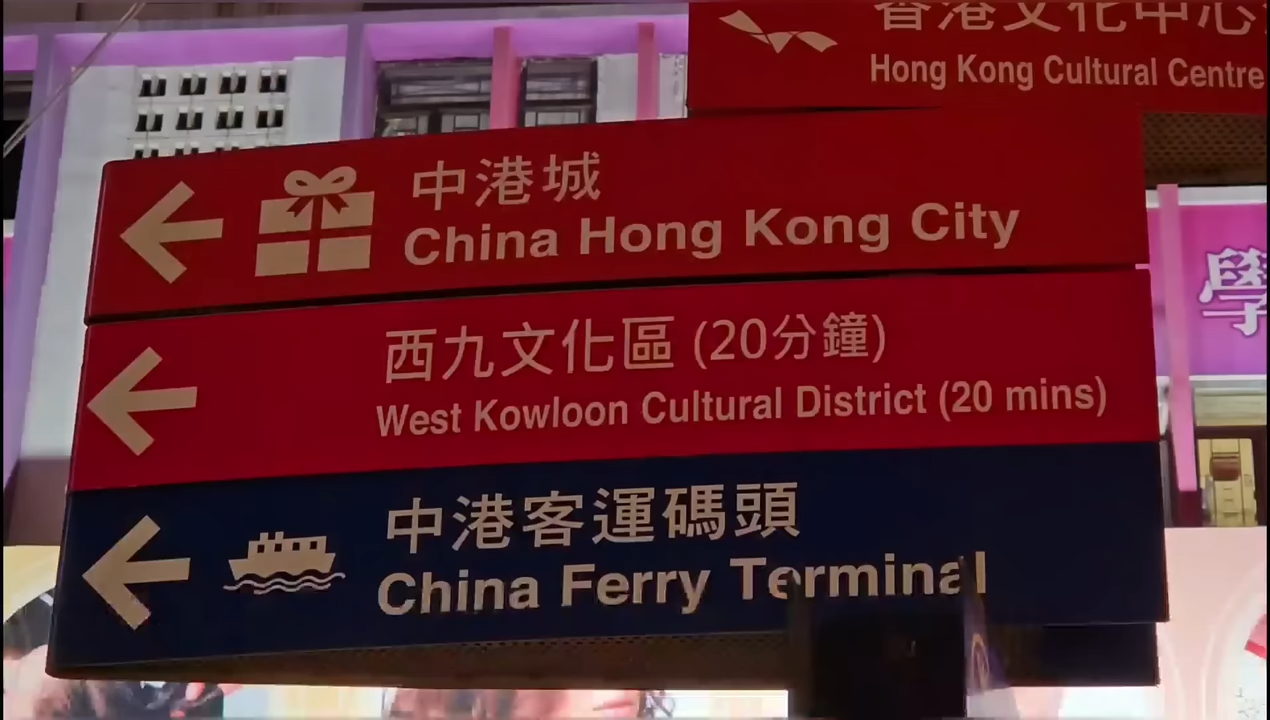 香港文化中心
Hong Kong Cultural Centre
中港城
China Hong Kong City
西九文化區 (20分鐘)
West Kowloon Cultural District (20 mins)
中港客運碼頭
China Ferry Terminal
學